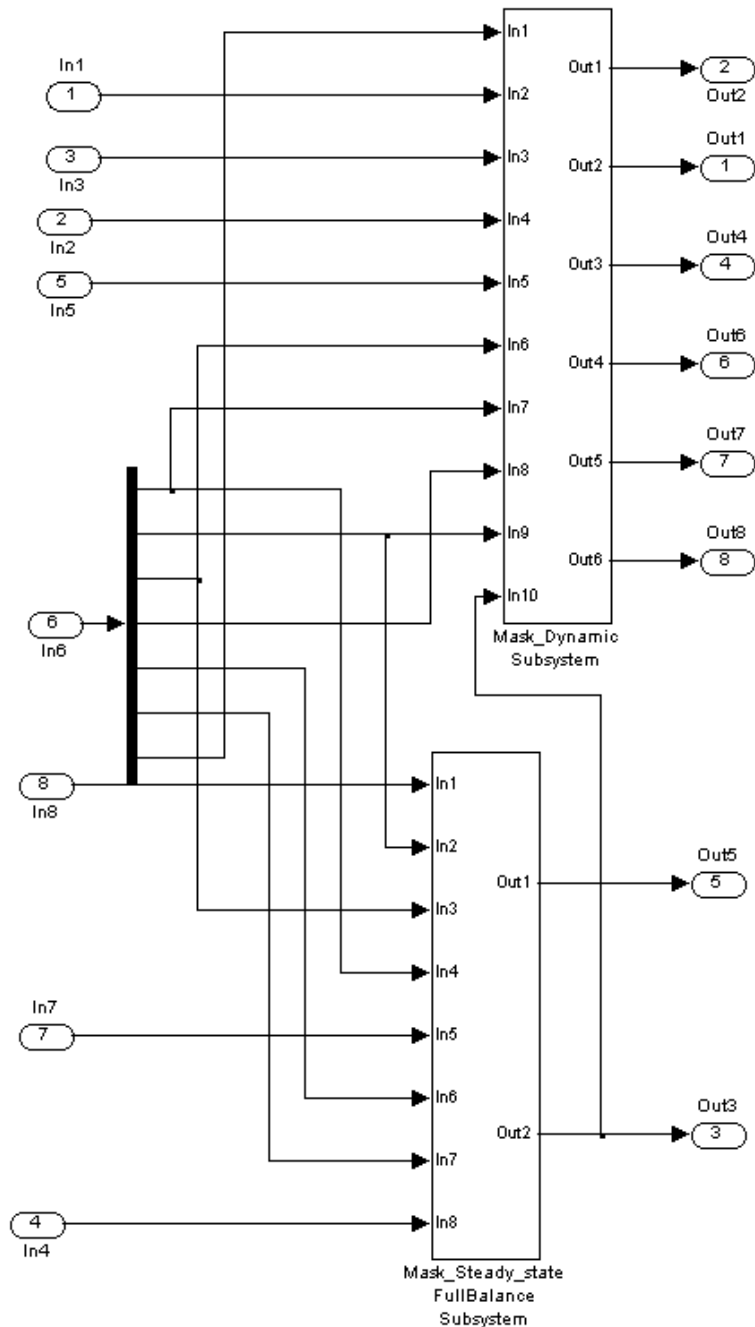 In1
1
3
In3
2
In2
5
In5
6
In6
8
In8
In7
7
4
In4
In1
In2
In3
In4
In5
In6
In7
In8
In9
In10
Out1
Out2
Out3
Out4
Out5
Out6
Mask_Dynamic
Subsystem
2
Out2
Out1
1
Out4
4
Out6
6
Out7
7
Out8
8
In1
In2
In3
In4
In5
In6
In7
In8
Out1
Out2
Mask_Steady_state
FullBalance
Subsystem
Out5
5
Out3
3